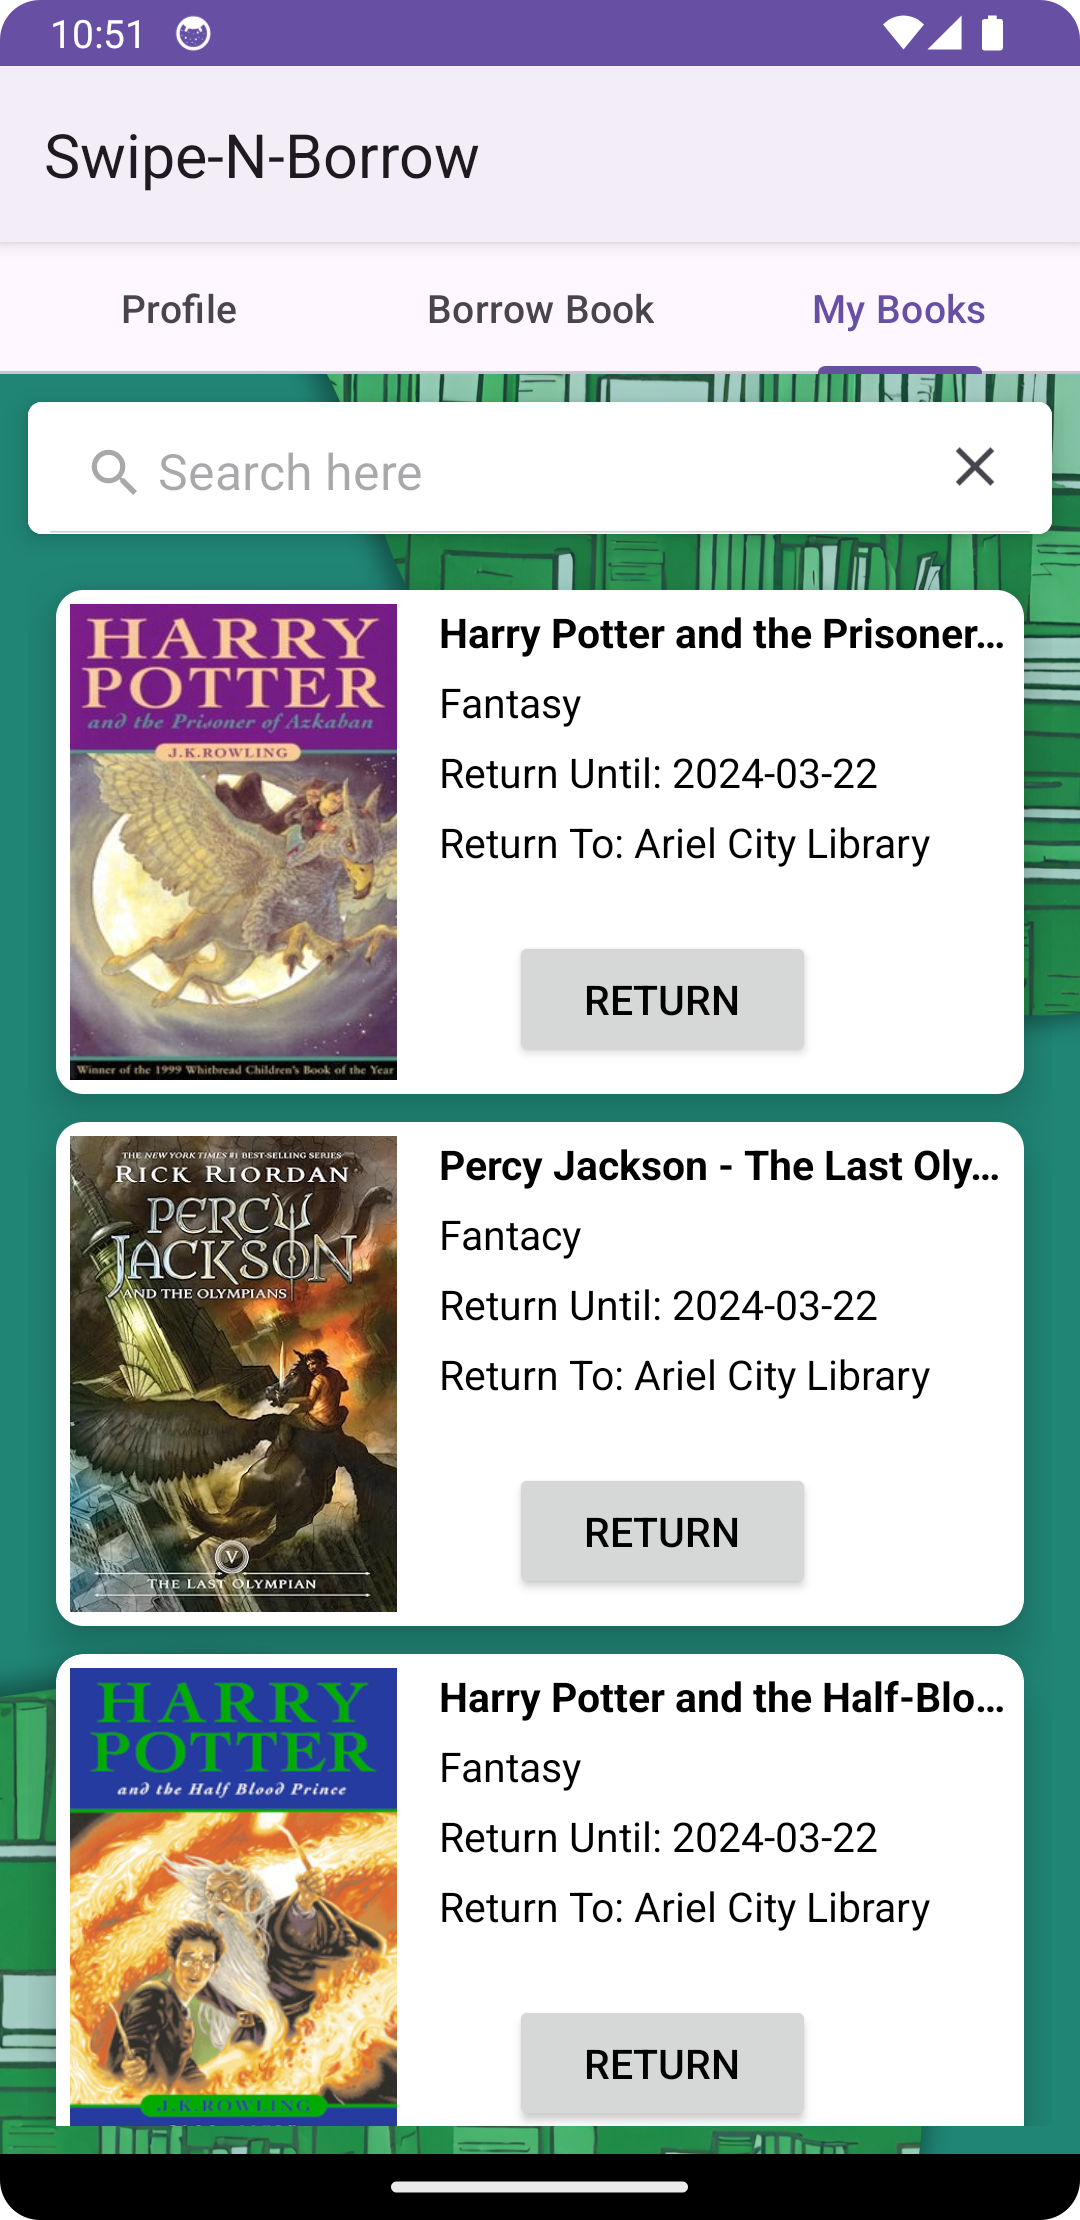 10:51
Swipe-N-Borrow
Profile
Borrow Book
My Books
Search here
HARRY
POTTER
and the Prisoner of Azkaban
J.K.ROWLING
Winner of the 1999 Whitbread Children's Book of the Year
Harry Potter and the Prisoner...
Fantasy
Return Until: 2024-03-22
Return To: Ariel City Library
RETURN
THE NEW YORK TIMES #1 BEST-SELLING SERIES
RICK RIORDAN
PERCY
JACKSON
AND THE OLYMPIANS
V
THE LAST OLYMPIAN
Percy Jackson - The Last Oly...
Fantacy
Return Until: 2024-03-22
Return To: Ariel City Library
RETURN
HARRY
POTTER
and the Half Blood Prince
J.K.ROWLING
Harry Potter and the Half-Blo...
Fantasy
Return Until: 2024-03-22
Return To: Ariel City Library
RETURN